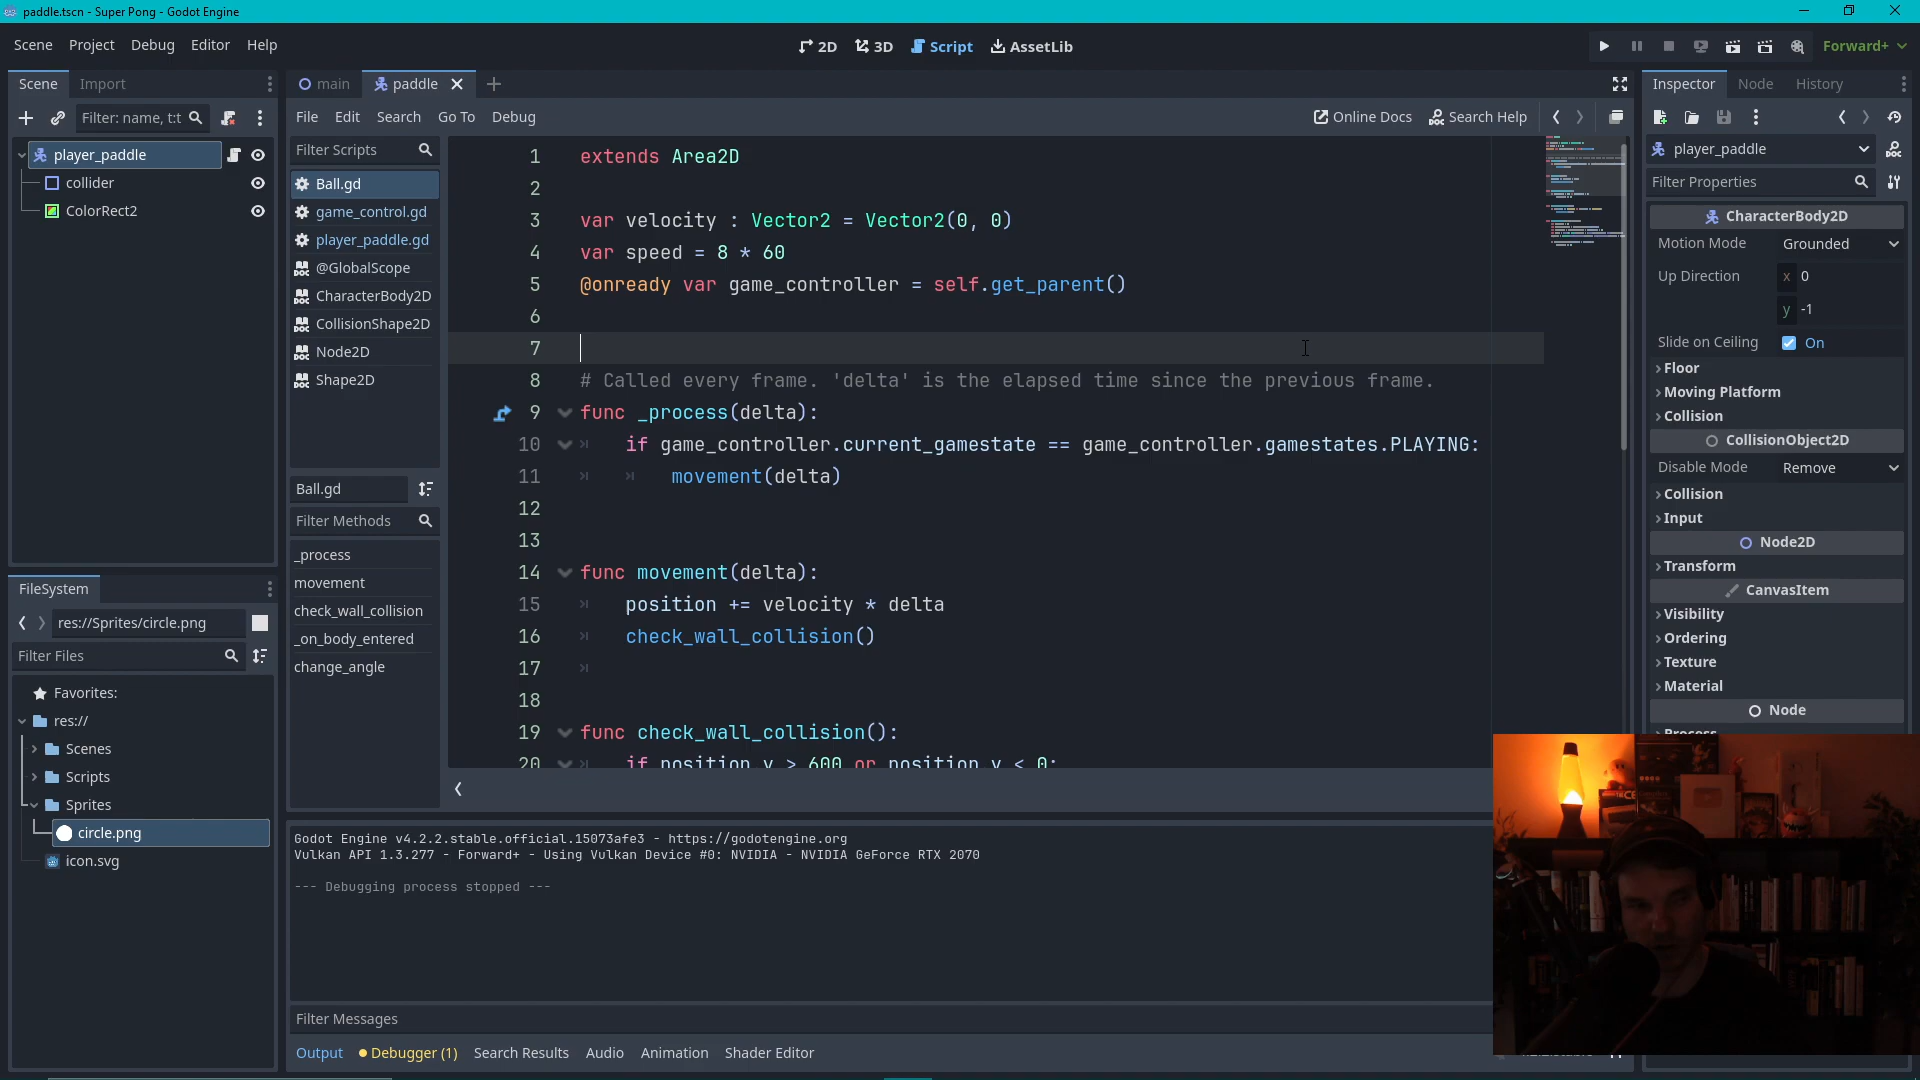 paddle.tscn - Super Pong - Godot Engine
Scene Project Debug Editor Help
2D 3D Script AssetLib
Forward+
Scene Import
main paddle
Inspector Node History
Filter: name, t:t
File Edit Search Go To Debug
Online Docs Search Help
player_paddle
collider
ColorRect2
Filter Scripts
Ball.gd
game_control.gd
player_paddle.gd
@GlobalScope
CharacterBody2D
CollisionShape2D
Node2D
Shape2D
Ball.gd
Filter Methods
_process
movement
check_wall_collision
_on_body_entered
change_angle
1 extends Area2D
2
3 var velocity : Vector2 = Vector2(0, 0)
4 var speed = 8 * 60
5 @onready var game_controller = self.get_parent()
6
7
8 # Called every frame. 'delta' is the elapsed time since the previous frame.
9 func _process(delta):
10 if game_controller.current_gamestate == game_controller.gamestates.PLAYING:
11 movement(delta)
12
13
14 func movement(delta):
15 position += velocity * delta
16 check_wall_collision()
17
18
19 func check_wall_collision():
20 if position.y > 600 or position.y < 0:
player_paddle
Filter Properties
CharacterBody2D
Motion Mode Grounded
Up Direction x 0
y -1
Slide on Ceiling On
Floor
Moving Platform
Collision
CollisionObject2D
Disable Mode Remove
Collision
Input
Node2D
Transform
CanvasItem
Visibility
Ordering
Texture
Material
Node
Process
FileSystem
res://Sprites/circle.png
Filter Files
Favorites:
res://
Scenes
Scripts
Sprites
circle.png
icon.svg
Godot Engine v4.2.2.stable.official.15073afe3 - https://godotengine.org
Vulkan API 1.3.277 - Forward+ - Using Vulkan Device #0: NVIDIA - NVIDIA GeForce RTX 2070
--- Debugging process stopped ---
Filter Messages
Output Debugger (1) Search Results Audio Animation Shader Editor